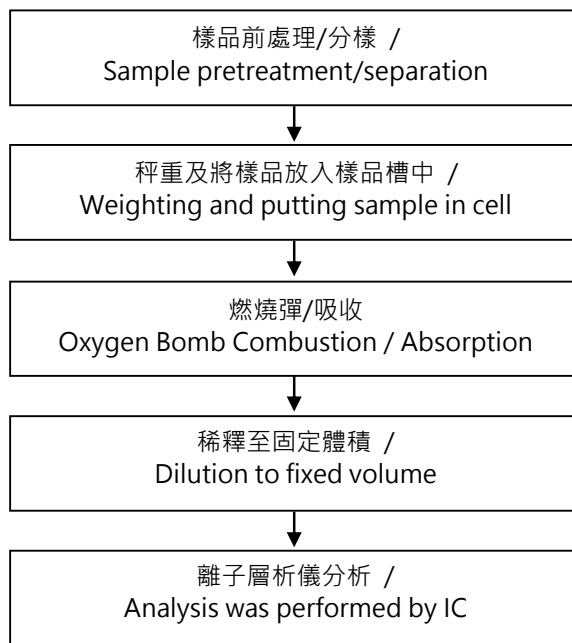 樣品前處理/分樣 /
Sample pretreatment/separation
秤重及將樣品放入樣品槽中 /
Weighting and putting sample in cell
燃燒彈/吸收
Oxygen Bomb Combustion / Absorption
稀釋至固定體積 /
Dilution to fixed volume
離子層析儀分析 /
Analysis was performed by IC